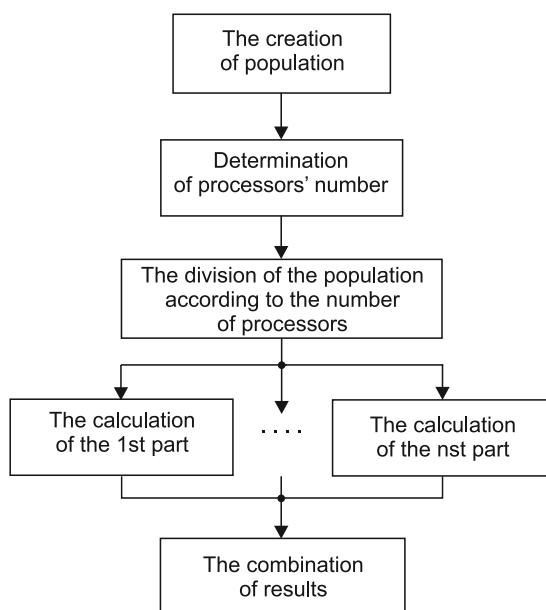 The creation
of population
Determination
of processors' number
The division of the population
according to the number
of processors
The calculation
of the 1st part
. . . .
The calculation
of the nst part
The combination
of results